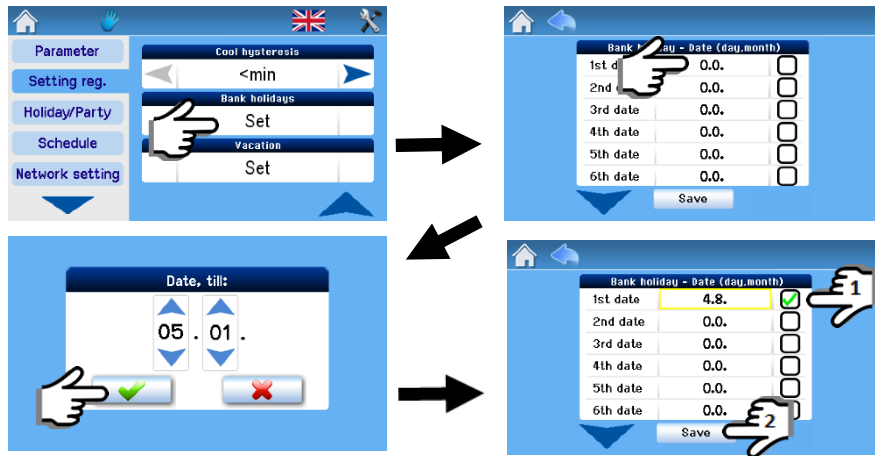 Parameter
Setting reg.
Holiday/Party
Schedule
Network setting
Cool hysteresis
<min
Bank holidays
Set
Vacation
Set
Bank day - Date (day,month)
1st d 0.0.
2nd 0.0.
3rd date 0.0.
4th date 0.0.
5th date 0.0.
6th date 0.0.
Save
Date, till:
05 . 01 .
Bank holiday - Date (day,month)
1st date 4.8.
1
2nd date 0.0.
3rd date 0.0.
4th date 0.0.
5th date 0.0.
6th date 0.0.
2
Save